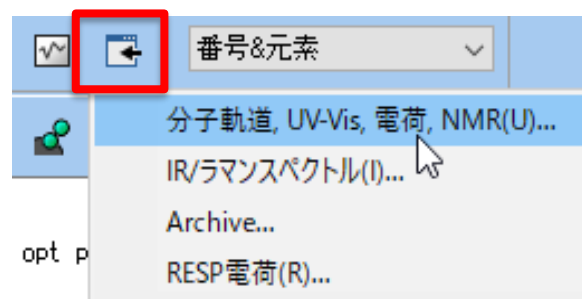 番号&元素
分子軌道, UV-Vis, 電荷, NMR(U)...
IR/ラマンスペクトル(I)...
Archive...
opt p
RESP電荷(R)...